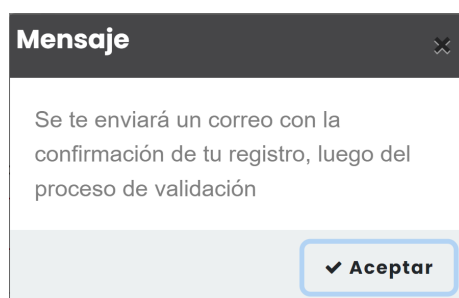 Mensaje
Se te enviará un correo con la
confirmación de tu registro, luego del
proceso de validación
Aceptar